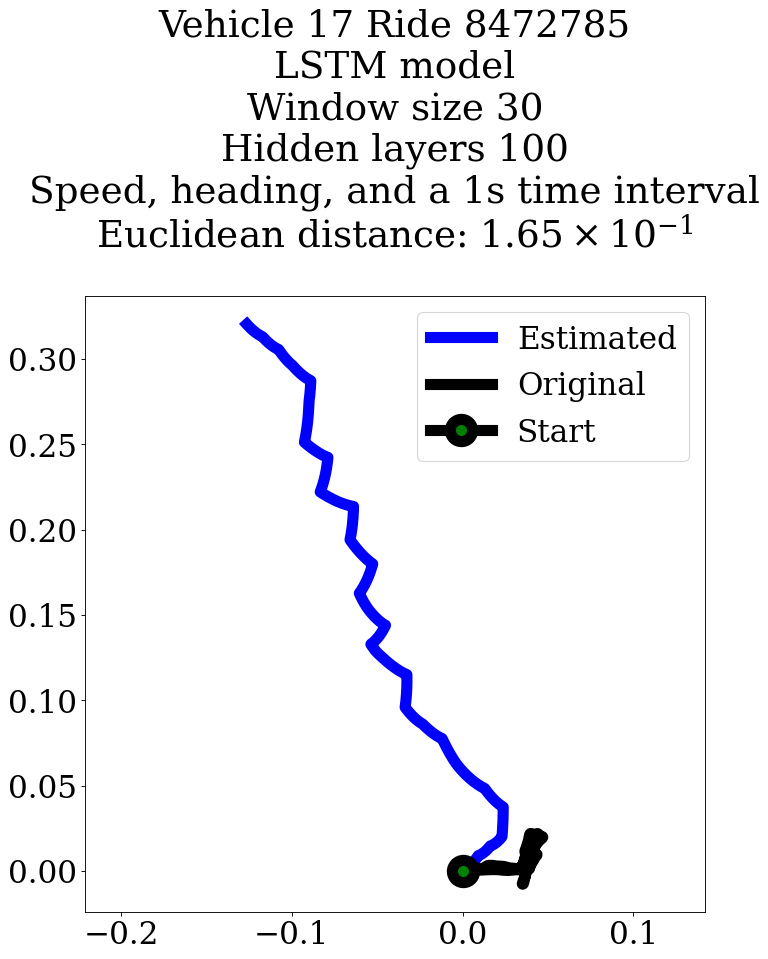 Vehicle 17 Ride 8472785
LSTM model
Window size 30
Hidden layers 100
Speed, heading, and a 1s time interval
Euclidean distance: 1.65 × 10⁻¹
Estimated
Original
Start
0.30
0.25
0.20
0.15
0.10
0.05
0.00
−0.2 −0.1 0.0 0.1